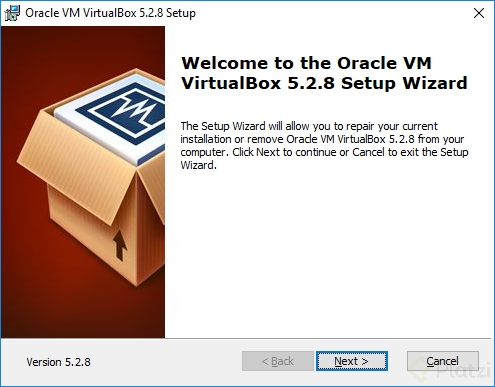 Oracle VM VirtualBox 5.2.8 Setup
Welcome to the Oracle VM
VirtualBox 5.2.8 Setup Wizard
The Setup Wizard will allow you to repair your current
installation or remove Oracle VM VirtualBox 5.2.8 from your
computer. Click Next to continue or Cancel to exit the Setup
Wizard.
Version 5.2.8
< Back
Next >
Cancel
Platzi